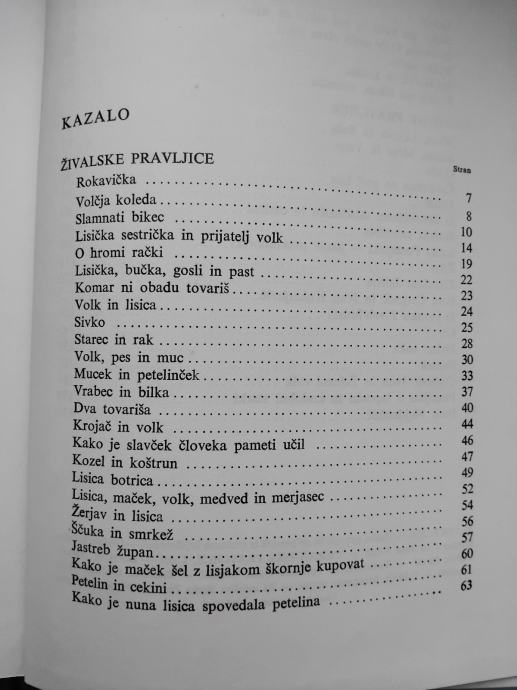 KAZALO
ŽIVALSKE PRAVLJICE
Stran
Rokavička 7
Volčja koleda 8
Slamnati bikec 10
Lisička sestrička in prijatelj volk 14
O hromi rački 19
Lisička, bučka, gosli in past 22
Komar ni obadu tovariš 23
Volk in lisica 24
Sivko 25
Starec in rak 28
Volk, pes in muc 30
Mucek in petelinček 33
Vrabec in bilka 37
Dva tovariša 40
Krojač in volk 44
Kako je slavček človeka pameti učil 46
Kozel in koštrun 47
Lisica botrica 49
Lisica, maček, volk, medved in merjasec 52
Žerjav in lisica 54
Ščuka in smrkež 56
Jastreb župan 57
Kako je maček šel z lisjakom škornje kupovat 60
Petelin in cekini 61
Kako je nuna lisica spovedala petelina 63